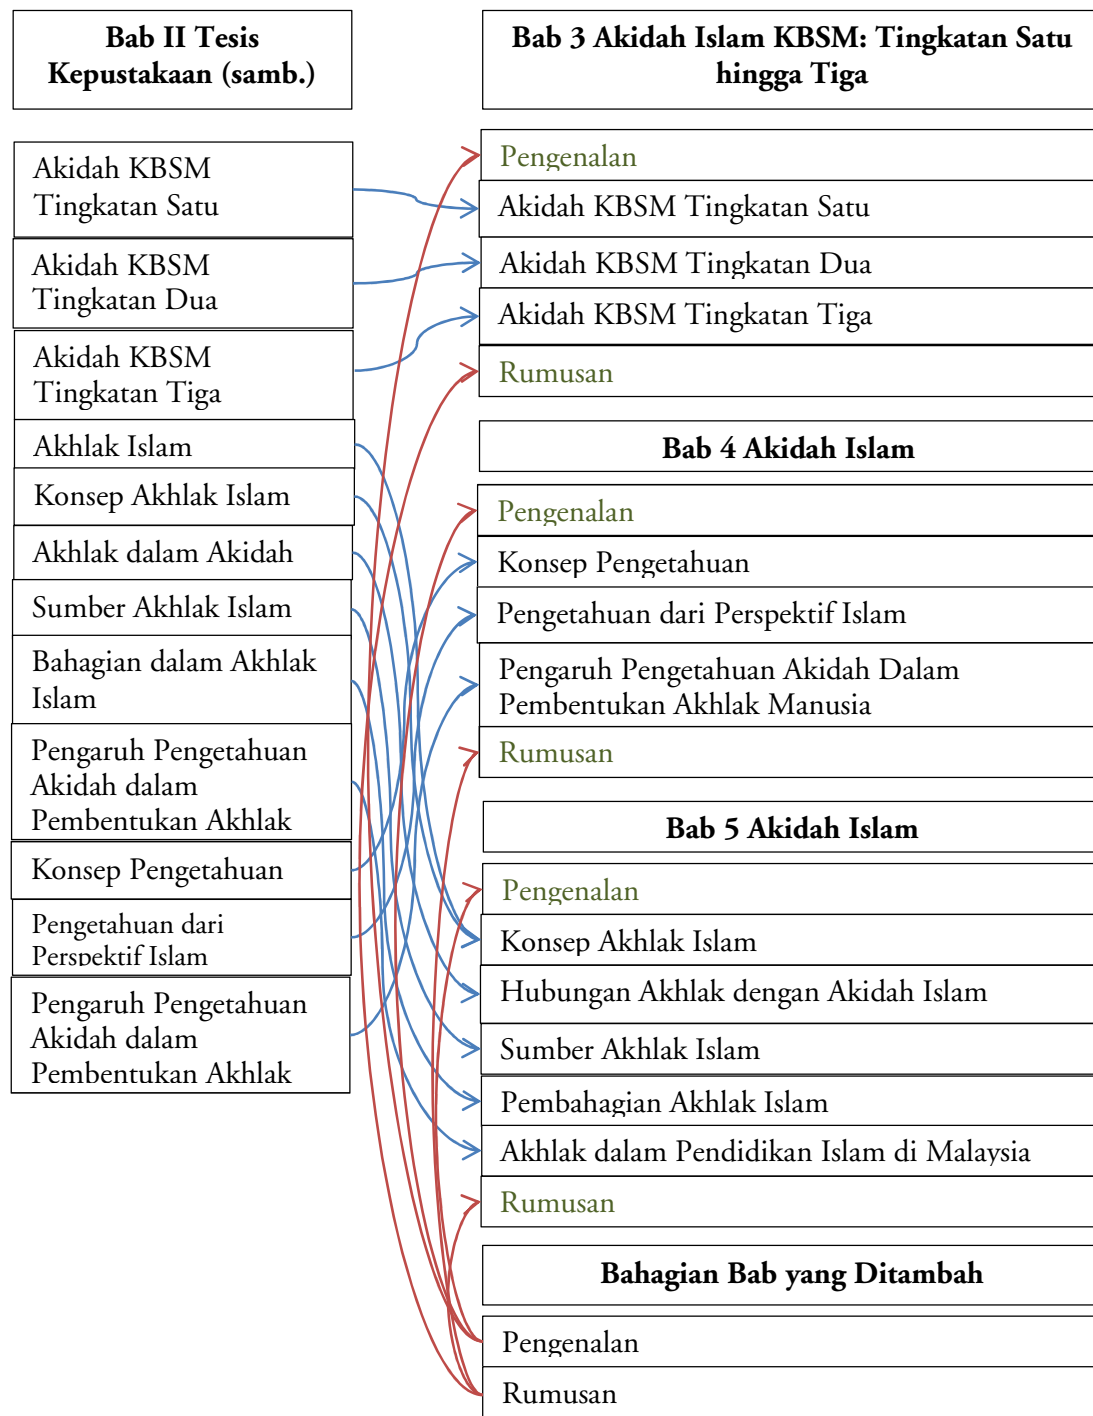 Bab II Tesis
Kepustakaan (samb.)
Akidah KBSM
Tingkatan Satu
Akidah KBSM
Tingkatan Dua
Akidah KBSM
Tingkatan Tiga
Akhlak Islam
Konsep Akhlak Islam
Akhlak dalam Akidah
Sumber Akhlak Islam
Bahagian dalam Akhlak
Islam
Pengaruh Pengetahuan
Akidah dalam
Pembentukan Akhlak
Konsep Pengetahuan
Pengetahuan dari
Perspektif Islam
Pengaruh Pengetahuan
Akidah dalam
Pembentukan Akhlak
Bab 3 Akidah Islam KBSM: Tingkatan Satu
hingga Tiga
Pengenalan
Akidah KBSM Tingkatan Satu
Akidah KBSM Tingkatan Dua
Akidah KBSM Tingkatan Tiga
Rumusan
Bab 4 Akidah Islam
Pengenalan
Konsep Pengetahuan
Pengetahuan dari Perspektif Islam
Pengaruh Pengetahuan Akidah Dalam
Pembentukan Akhlak Manusia
Rumusan
Bab 5 Akidah Islam
Pengenalan
Konsep Akhlak Islam
Hubungan Akhlak dengan Akidah Islam
Sumber Akhlak Islam
Pembahagian Akhlak Islam
Akhlak dalam Pendidikan Islam di Malaysia
Rumusan
Bahagian Bab yang Ditambah
Pengenalan
Rumusan